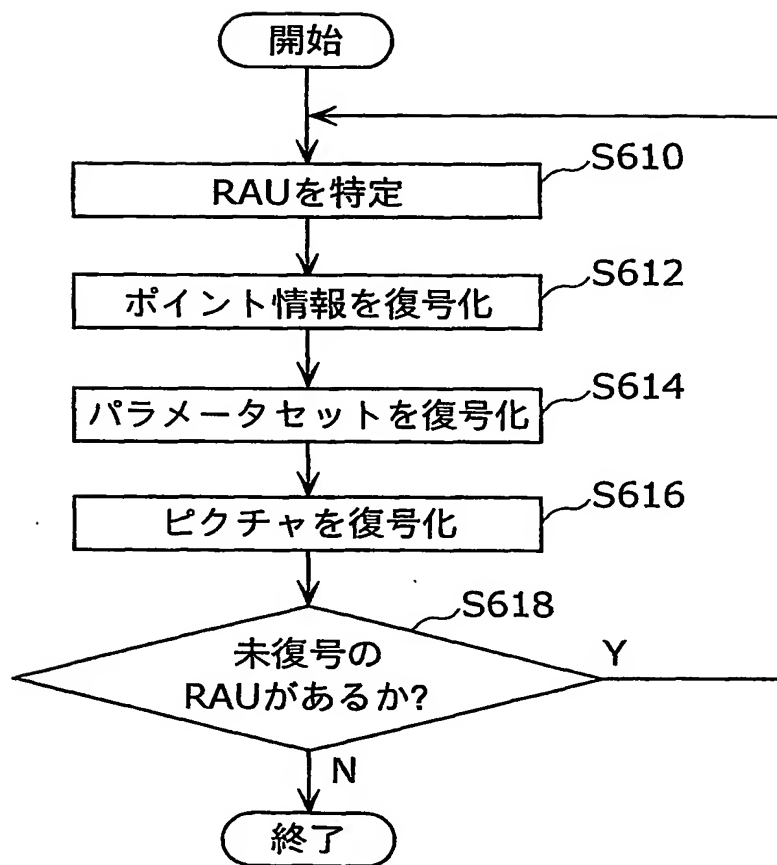 開始
S610
RAUを特定
S612
ポイント情報を復号化
S614
パラメータセットを復号化
S616
ピクチャを復号化
S618
未復号の
RAUがあるか?
Y
N
終了